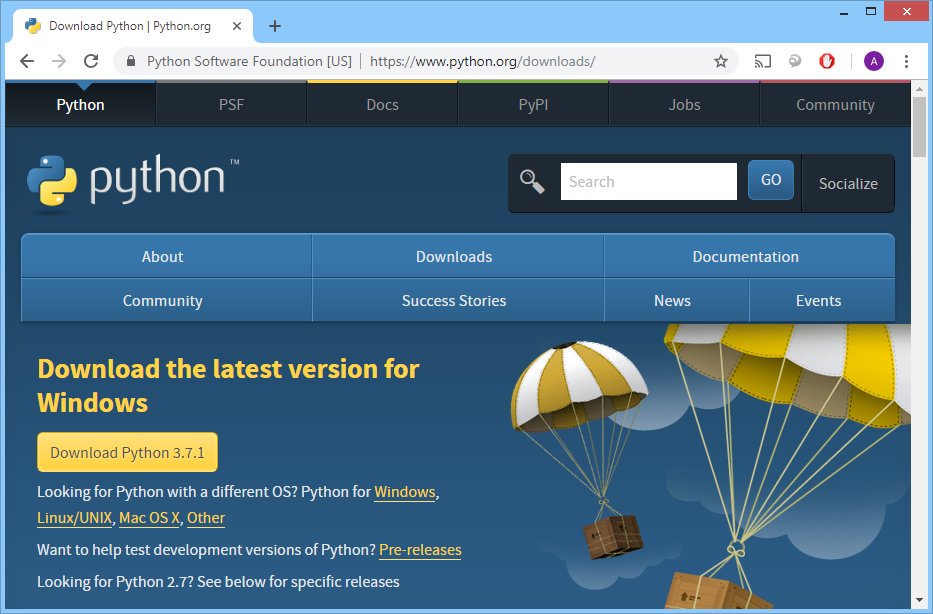 Download Python | Python.org
Python Software Foundation [US] | https://www.python.org/downloads/
A
Python PSF Docs PyPI Jobs Community
python™
Search GO Socialize
About Downloads Documentation
Community Success Stories News Events
Download the latest version for
Windows
Download Python 3.7.1
Looking for Python with a different OS? Python for Windows,
Linux/UNIX, Mac OS X, Other
Want to help test development versions of Python? Pre-releases
Looking for Python 2.7? See below for specific releases